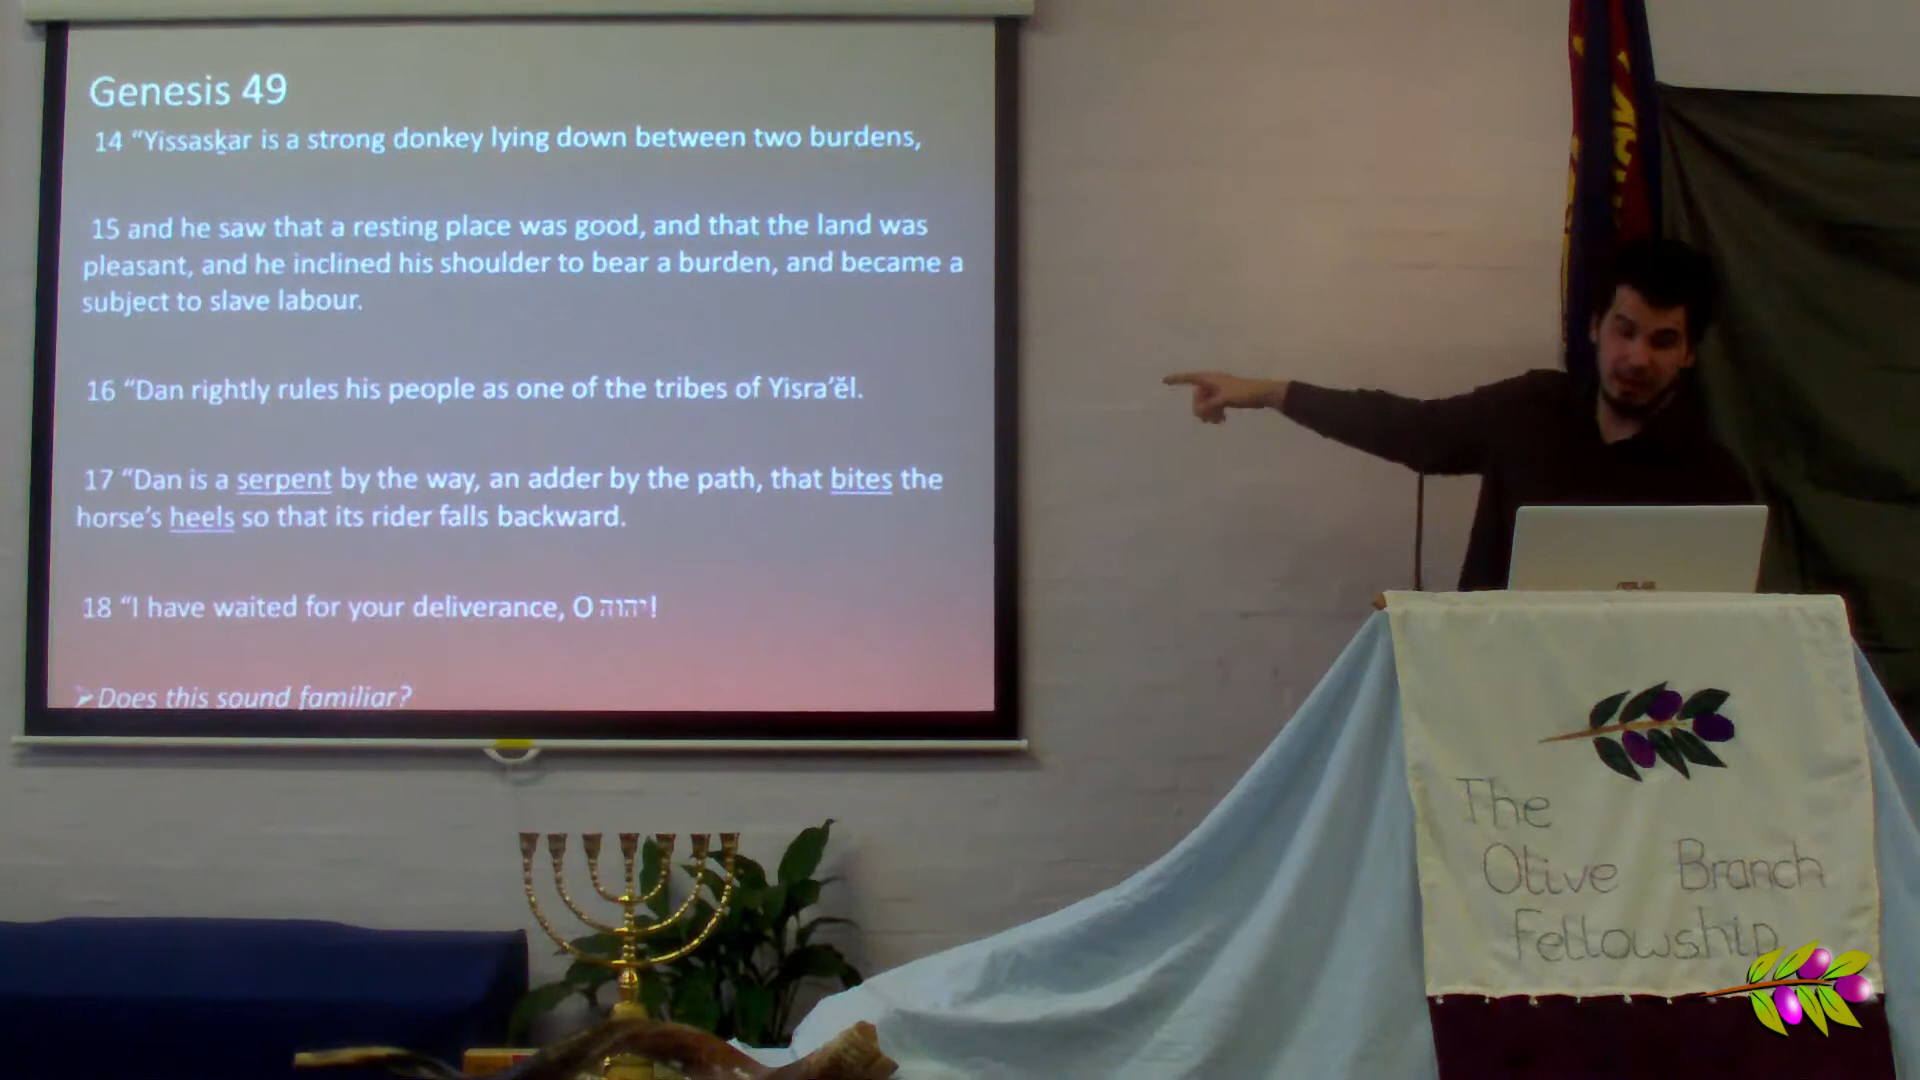 Genesis 49
14 “Yissasḵar is a strong donkey lying down between two burdens,
15 and he saw that a resting place was good, and that the land was
pleasant, and he inclined his shoulder to bear a burden, and became a
subject to slave labour.
16 “Dan rightly rules his people as one of the tribes of Yisra’ĕl.
17 “Dan is a serpent by the way, an adder by the path, that bites the
horse’s heels so that its rider falls backward.
18 “I have waited for your deliverance, O יהוה!
➢Does this sound familiar?
ASUS
The
Olive Branch
Fellowship